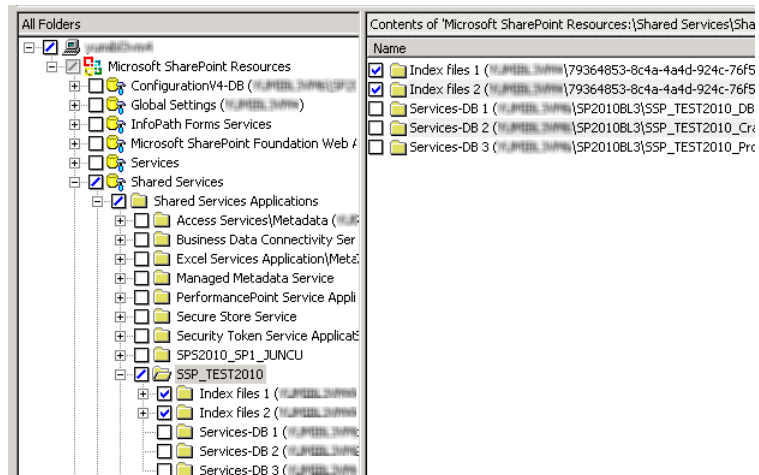 All Folders
Microsoft SharePoint Resources
ConfigurationV4-DB (
Global Settings (
)
InfoPath Forms Services
Microsoft SharePoint Foundation Web
Services
Shared Services
Shared Services Applications
Access Services\Metadata (
Business Data Connectivity Ser
Excel Services Application\Meta
Managed Metadata Service
PerformancePoint Service Appli
Secure Store Service
Security Token Service Applicat
SPS2010_SP1_JUNCU
SSP_TEST2010
Index files 1 (
Index files 2 (
Services-DB 1 (
Services-DB 2 (
Services-DB 3 (
Contents of 'Microsoft SharePoint Resources:\Shared Services\Sha
Name
Index files 1 (
\79364853-8c4a-4a4d-924c-76f5
Index files 2 (
\79364853-8c4a-4a4d-924c-76f5
Services-DB 1 (
\SP2010BL3\SSP_TEST2010_DB
Services-DB 2 (
\SP2010BL3\SSP_TEST2010_Cra
Services-DB 3 (
\SP2010BL3\SSP_TEST2010_Pro